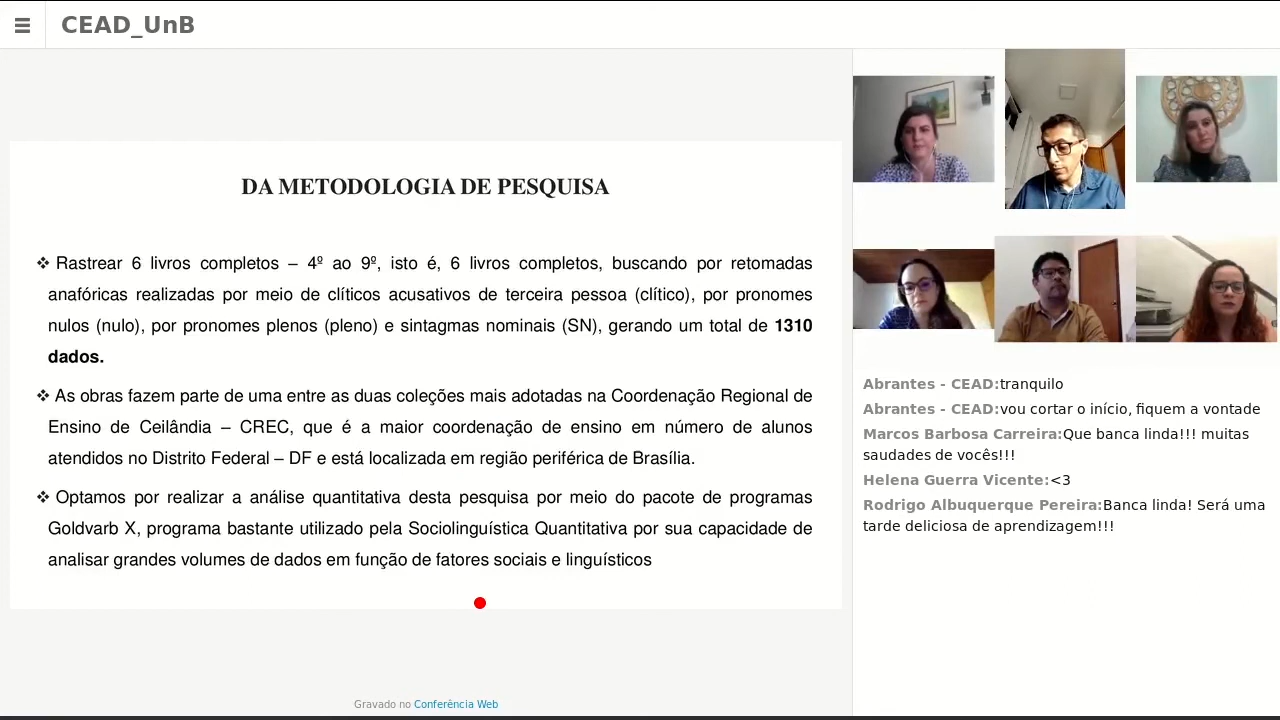 CEAD_UnB
DA METODOLOGIA DE PESQUISA
❖ Rastrear 6 livros completos – 4º ao 9º, isto é, 6 livros completos, buscando por retomadas
anafóricas realizadas por meio de clíticos acusativos de terceira pessoa (clítico), por pronomes
nulos (nulo), por pronomes plenos (pleno) e sintagmas nominais (SN), gerando um total de 1310
dados.
❖ As obras fazem parte de uma entre as duas coleções mais adotadas na Coordenação Regional de
Ensino de Ceilândia – CREC, que é a maior coordenação de ensino em número de alunos
atendidos no Distrito Federal – DF e está localizada em região periférica de Brasília.
❖ Optamos por realizar a análise quantitativa desta pesquisa por meio do pacote de programas
Goldvarb X, programa bastante utilizado pela Sociolinguística Quantitativa por sua capacidade de
analisar grandes volumes de dados em função de fatores sociais e linguísticos
Gravado no Conferência Web
Abrantes - CEAD:tranquilo
Abrantes - CEAD:vou cortar o início, fiquem a vontade
Marcos Barbosa Carreira:Que banca linda!!! muitas
saudades de vocês!!!
Helena Guerra Vicente:<3
Rodrigo Albuquerque Pereira:Banca linda! Será uma
tarde deliciosa de aprendizagem!!!